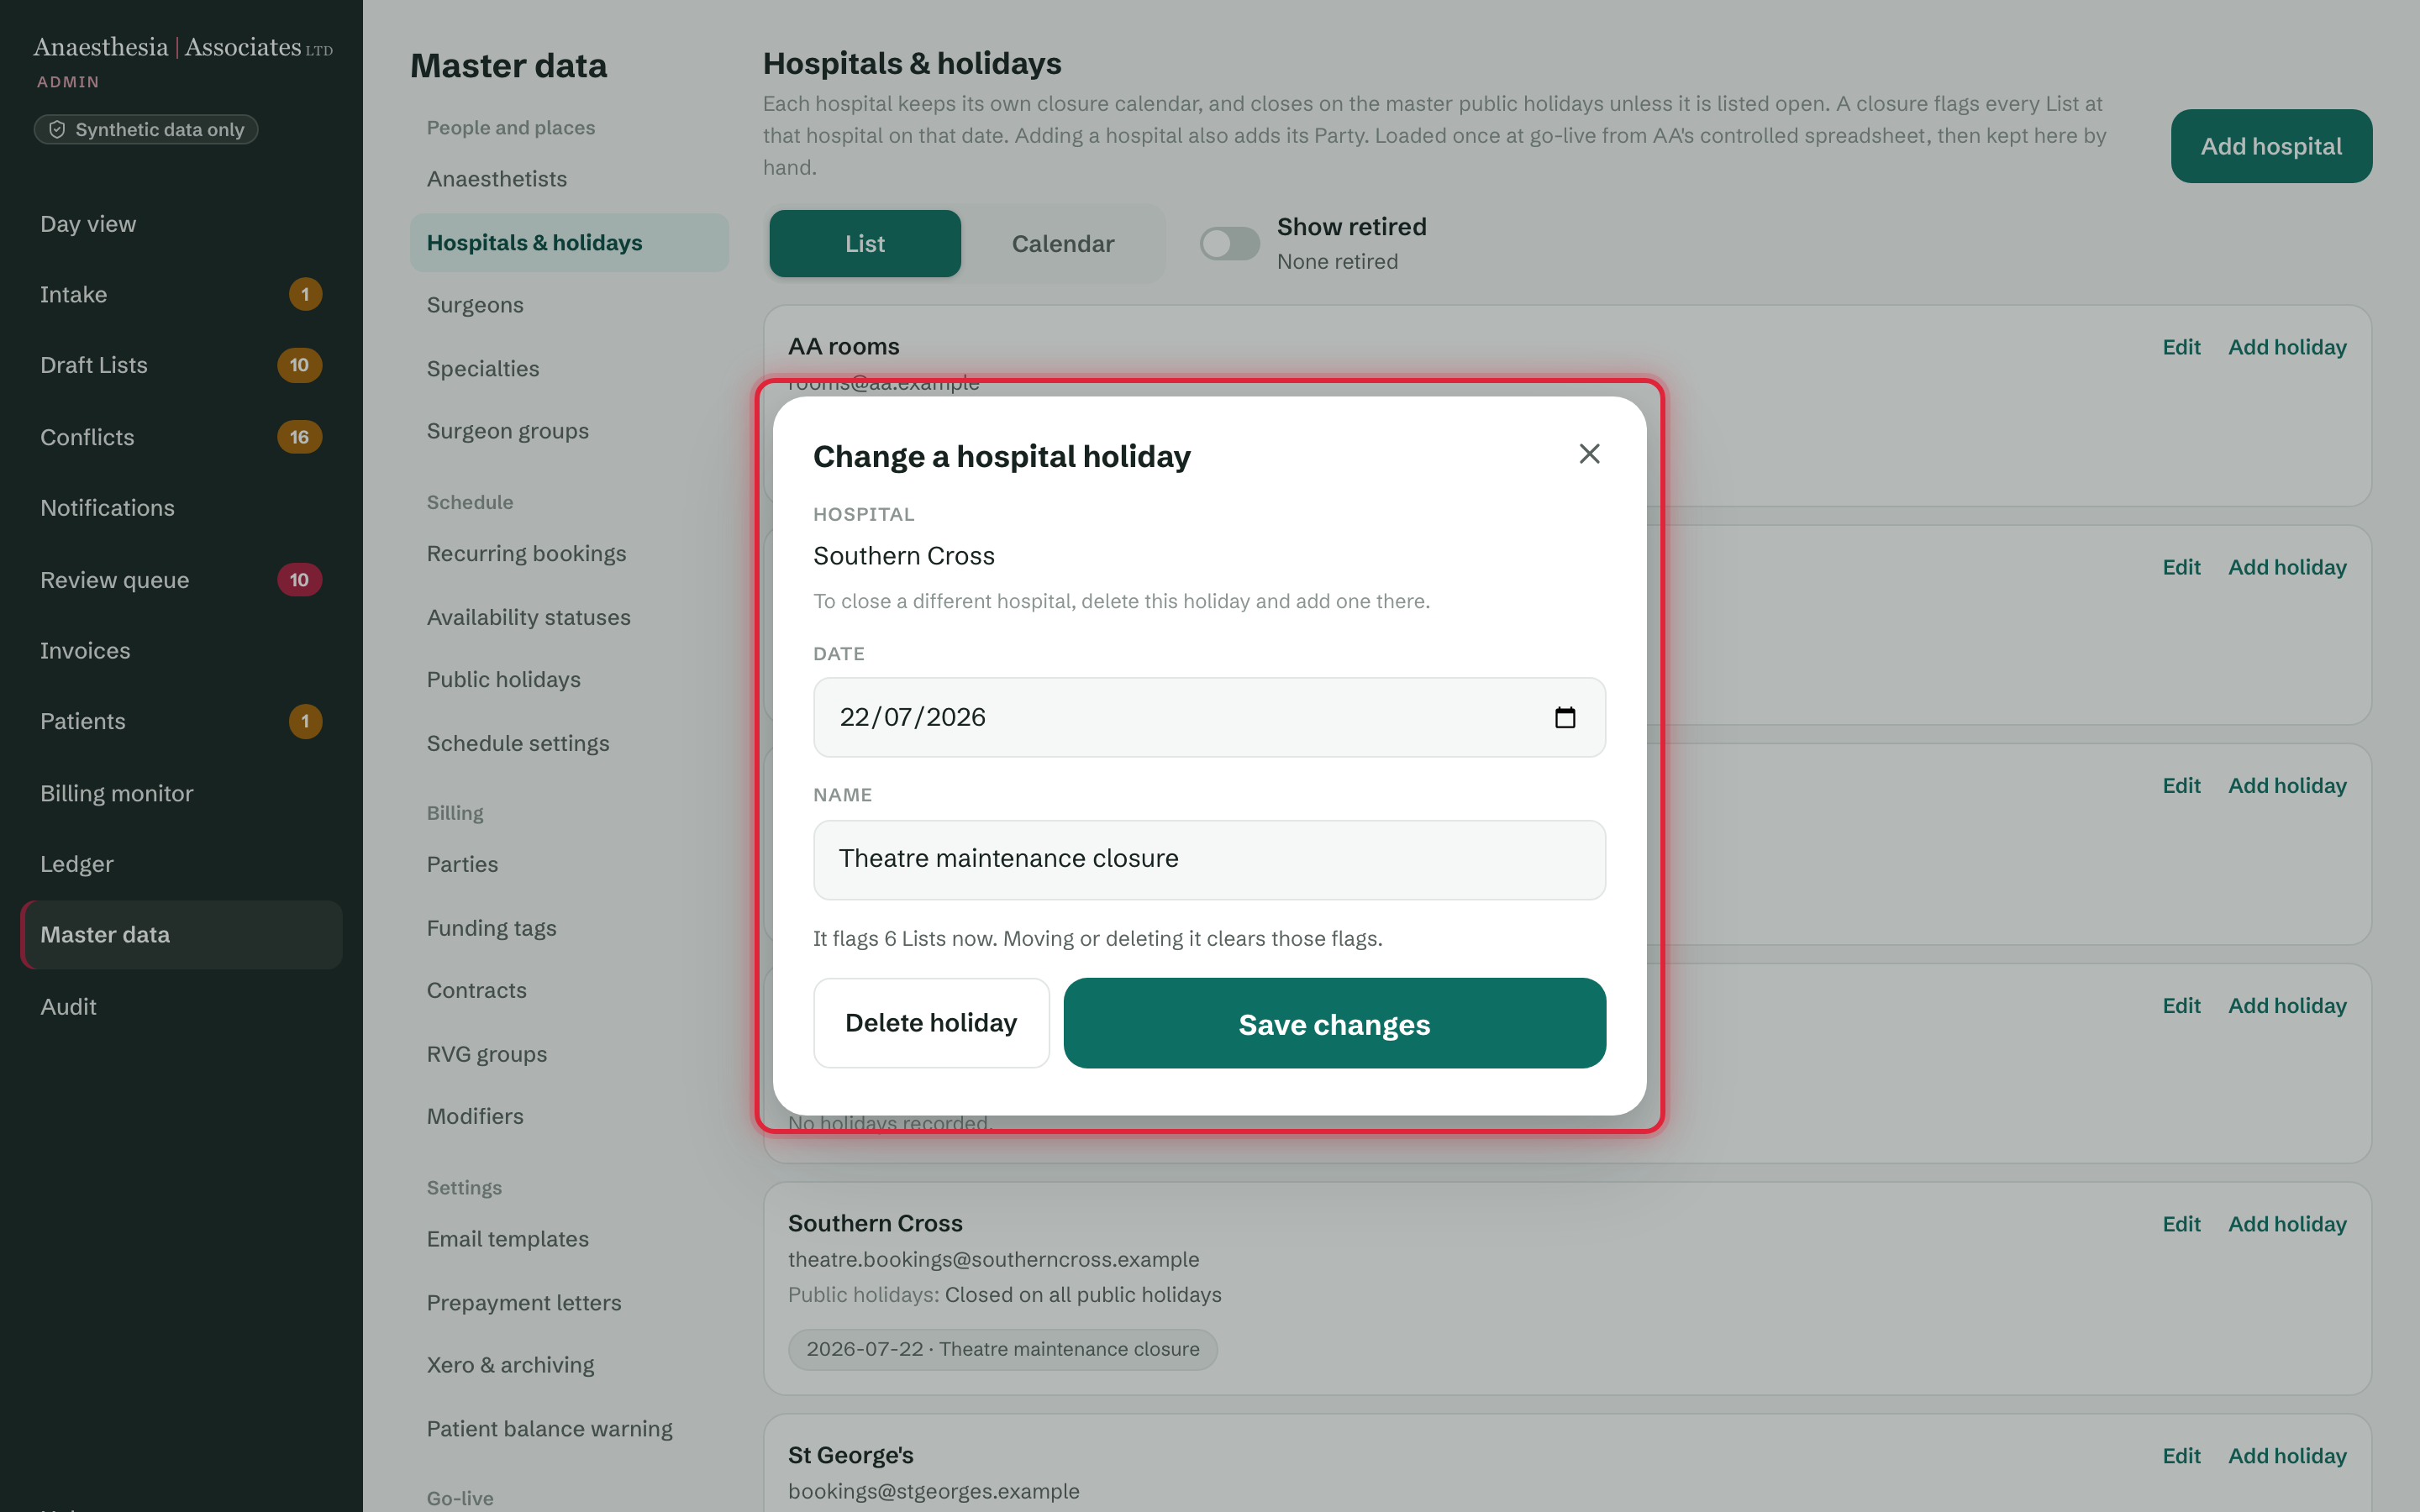 Anaesthesia | Associates LTD
ADMIN
Synthetic data only
Day view
Intake 1
Draft Lists 10
Conflicts 16
Notifications
Review queue 10
Invoices
Patients 1
Billing monitor
Ledger
Master data
Audit
Master data
People and places
Anaesthetists
Hospitals & holidays
Surgeons
Specialties
Surgeon groups
Schedule
Recurring bookings
Availability statuses
Public holidays
Schedule settings
Billing
Parties
Funding tags
Contracts
RVG groups
Modifiers
Settings
Email templates
Prepayment letters
Xero & archiving
Patient balance warning
Go-live
Hospitals & holidays
Each hospital keeps its own closure calendar, and closes on the master public holidays unless it is listed open. A closure flags every List at
that hospital on that date. Adding a hospital also adds its Party. Loaded once at go-live from AA's controlled spreadsheet, then kept here by
hand.
Add hospital
List
Calendar
Show retired
None retired
AA rooms
Edit Add holiday
rooms@aa.example
Edit Add holiday
Edit Add holiday
Edit Add holiday
Change a hospital holiday
HOSPITAL
Southern Cross
To close a different hospital, delete this holiday and add one there.
DATE
22/07/2026
NAME
Theatre maintenance closure
It flags 6 Lists now. Moving or deleting it clears those flags.
Delete holiday
Save changes
No holidays recorded.
Southern Cross
Edit Add holiday
theatre.bookings@southerncross.example
Public holidays: Closed on all public holidays
2026-07-22 · Theatre maintenance closure
St George's
Edit Add holiday
bookings@stgeorges.example